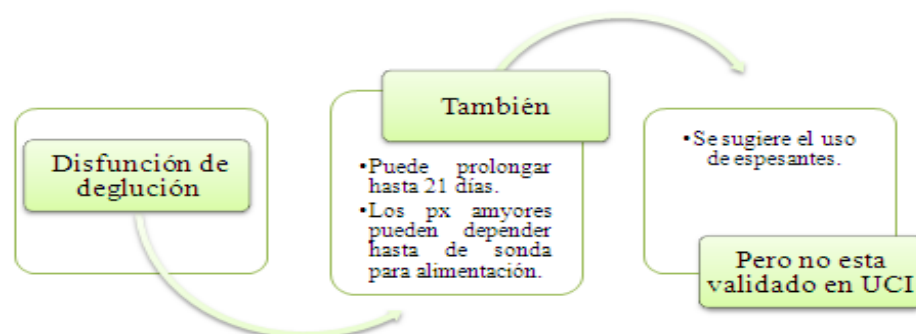 Disfunción de
deglución
También
•Puede prolongar
hasta 21 días.
•Los px amyores
pueden depender
hasta de sonda
para alimentación.
•Se sugiere el uso
de espesantes.
Pero no esta
validado en UCI